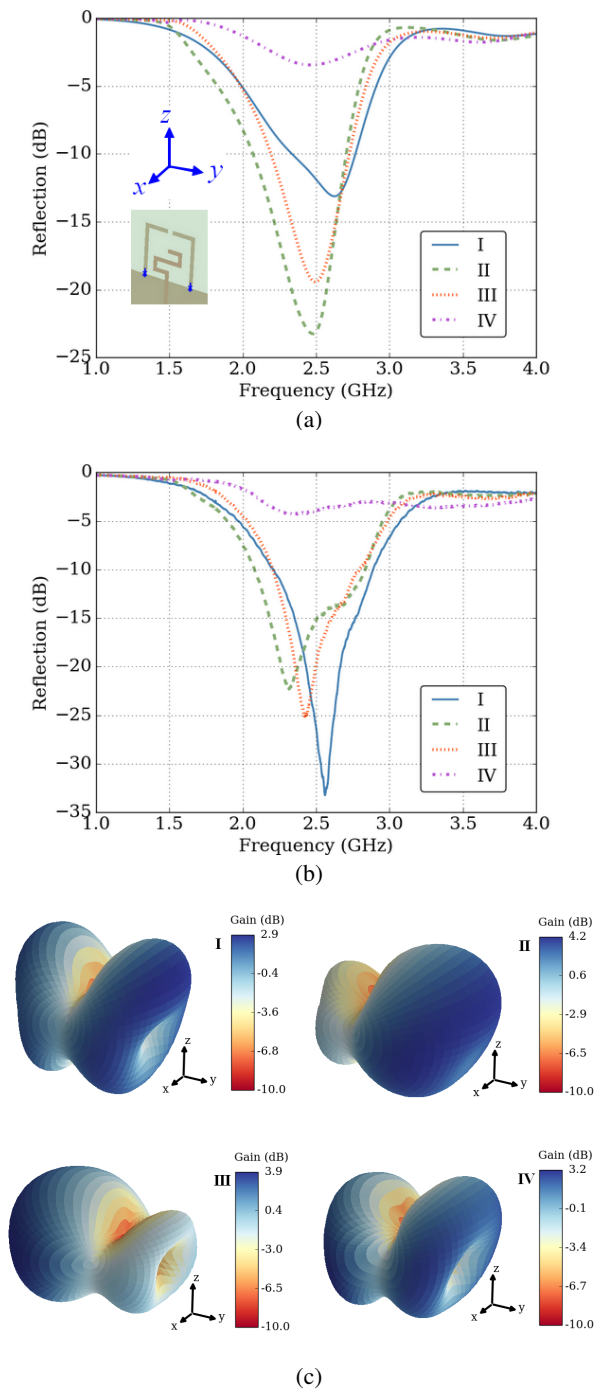 0
−5
−10
−15
−20
−25
Reflection (dB)
z
x
y
I
II
III
IV
1.0 1.5 2.0 2.5 3.0 3.5 4.0
Frequency (GHz)
(a)
0
−5
−10
−15
−20
−25
−30
−35
Reflection (dB)
I
II
III
IV
1.0 1.5 2.0 2.5 3.0 3.5 4.0
Frequency (GHz)
(b)
I
Gain (dB)
2.9
-0.4
-3.6
-6.8
-10.0
z
x
y
II
Gain (dB)
4.2
0.6
-2.9
-6.5
-10.0
z
x
y
III
Gain (dB)
3.9
0.4
-3.0
-6.5
-10.0
z
x
y
IV
Gain (dB)
3.2
-0.1
-3.4
-6.7
-10.0
z
x
y
(c)